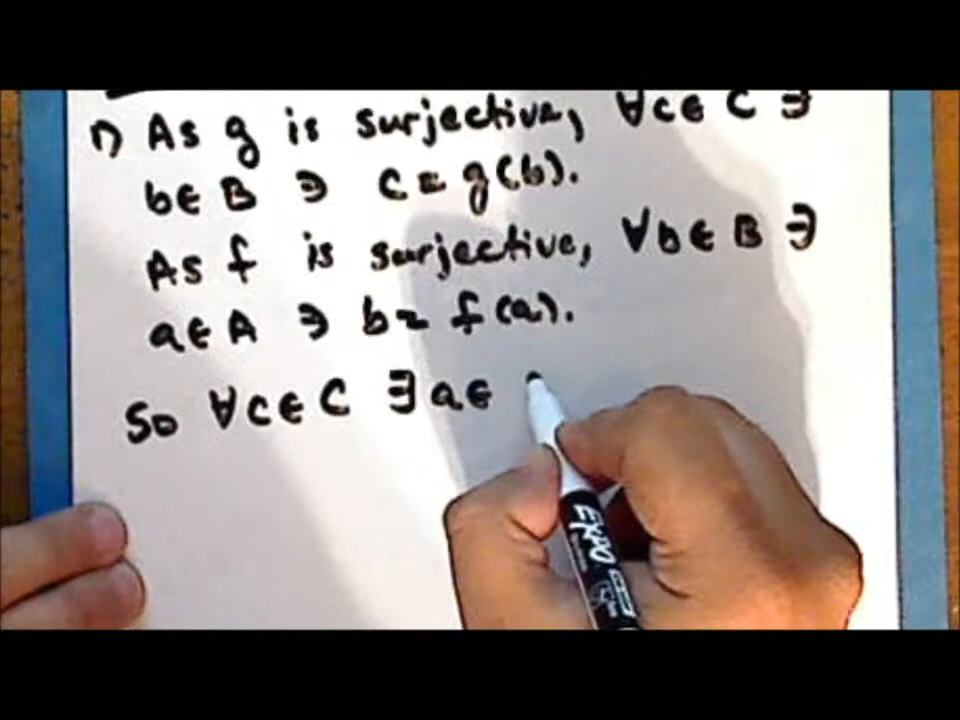 1) As g is surjective, ∀c∈ C ∃
b∈ B ∋ c = g(b).
As f is surjective, ∀b∈ B ∃
a∈ A ∋ b = f(a).
So ∀c∈ C ∃ a∈
EXPO